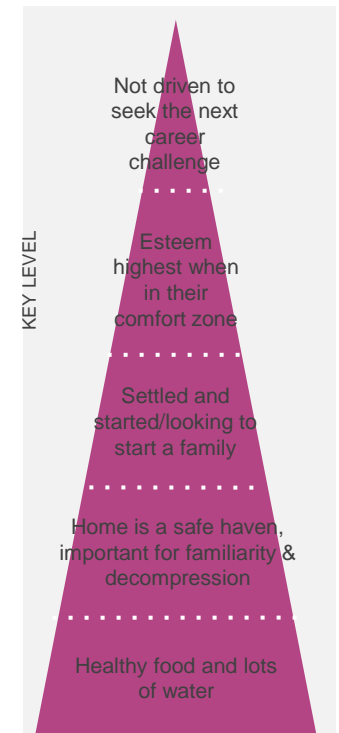 Not driven to
seek the next
career
challenge
KEY LEVEL
Esteem
highest when
in their
comfort zone
Settled and
started/looking to
start a family
Home is a safe haven,
important for familiarity &
decompression
Healthy food and lots
of water